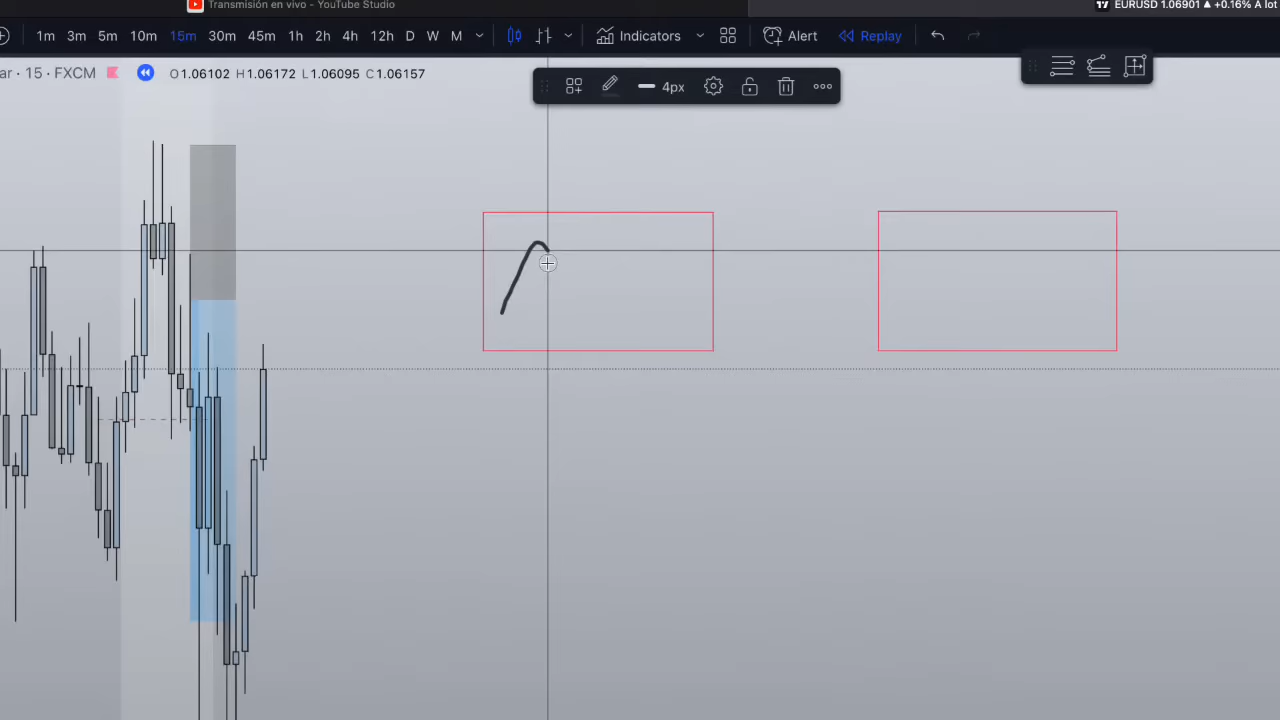 Transmisión en vivo - YouTube Studio
EURUSD 1.06901 ▲ +0.16% A lot
1m 3m 5m 10m 15m 30m 45m 1h 2h 4h 12h D W M Indicators Alert Replay
ar · 15 · FXCM O1.06102 H1.06172 L1.06095 C1.06157
4px